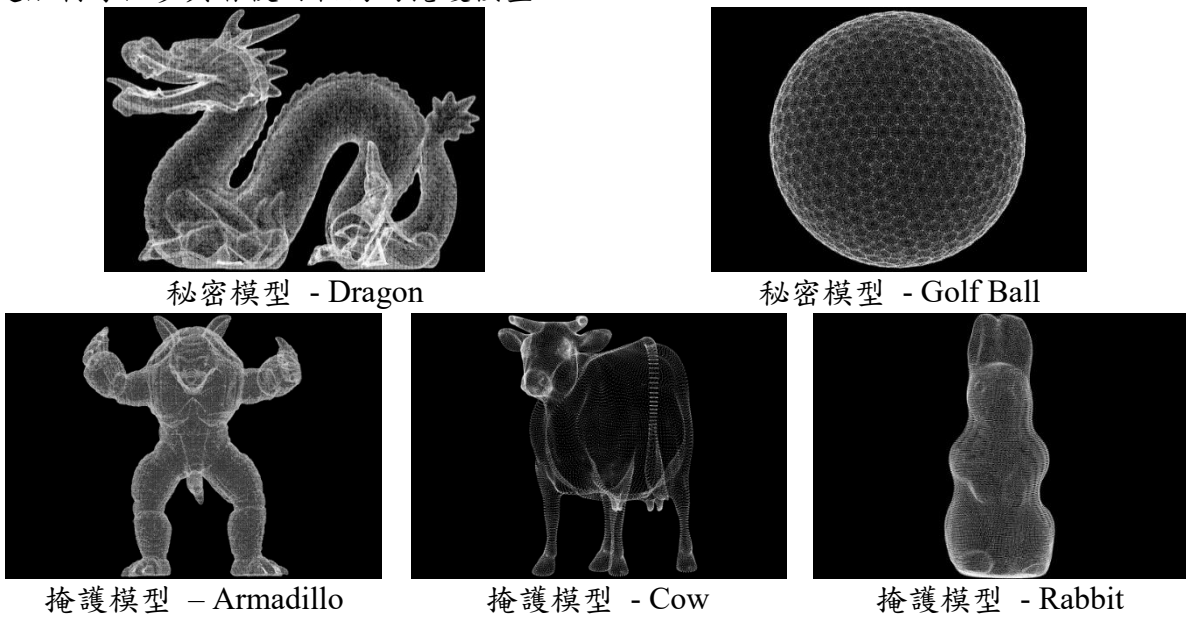 秘密模型 - Dragon
秘密模型 - Golf Ball
掩護模型 – Armadillo
掩護模型 - Cow
掩護模型 - Rabbit